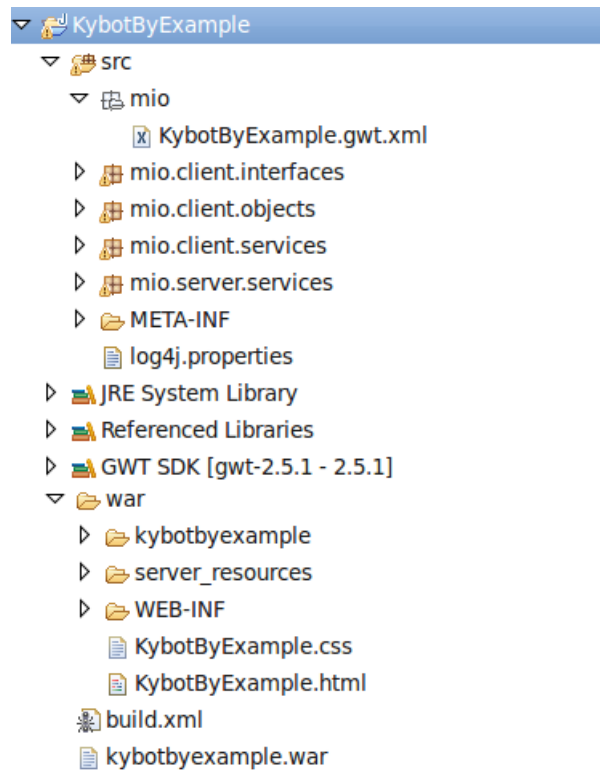 KybotByExample
src
mio
KybotByExample.gwt.xml
mio.client.interfaces
mio.client.objects
mio.client.services
mio.server.services
META-INF
log4j.properties
JRE System Library
Referenced Libraries
GWT SDK [gwt-2.5.1 - 2.5.1]
war
kybotbyexample
server_resources
WEB-INF
KybotByExample.css
KybotByExample.html
build.xml
kybotbyexample.war